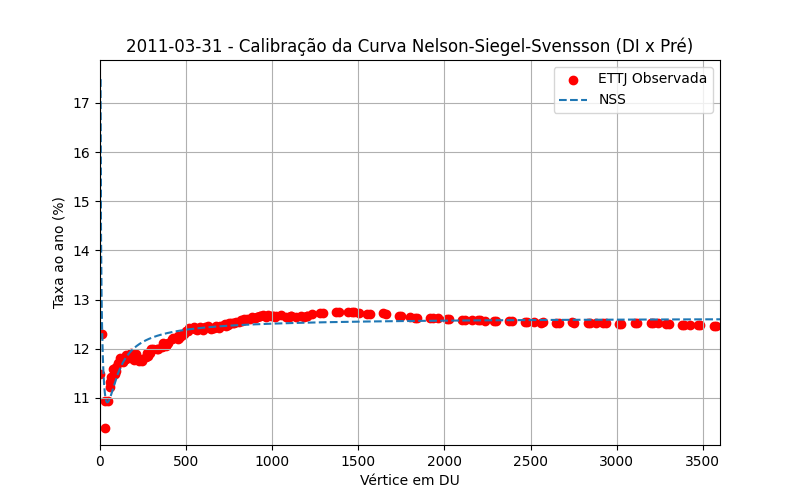 2011-03-31 - Calibração da Curva Nelson-Siegel-Svensson (DI x Pré)
ETTJ Observada
NSS
Taxa ao ano (%)
17
16
15
14
13
12
11
0 500 1000 1500 2000 2500 3000 3500
Vértice em DU